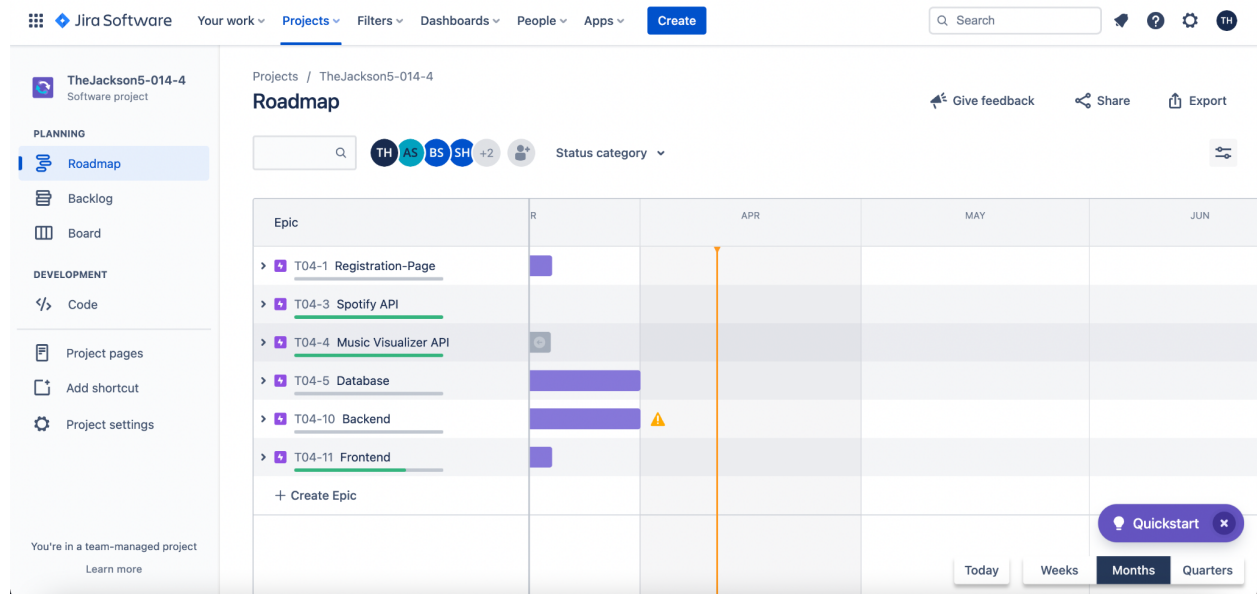 Jira Software Your work Projects Filters Dashboards People Apps Create Search TH
TheJackson5-014-4
Software project
PLANNING
Roadmap
Backlog
Board
DEVELOPMENT
Code
Project pages
Add shortcut
Project settings
You're in a team-managed project
Learn more
Projects / TheJackson5-014-4
Roadmap
Give feedback Share Export
TH AS BS SH +2 Status category
Epic R APR MAY JUN
T04-1 Registration-Page
T04-3 Spotify API
T04-4 Music Visualizer API
T04-5 Database
T04-10 Backend
T04-11 Frontend
+ Create Epic
Quickstart
Today Weeks Months Quarters